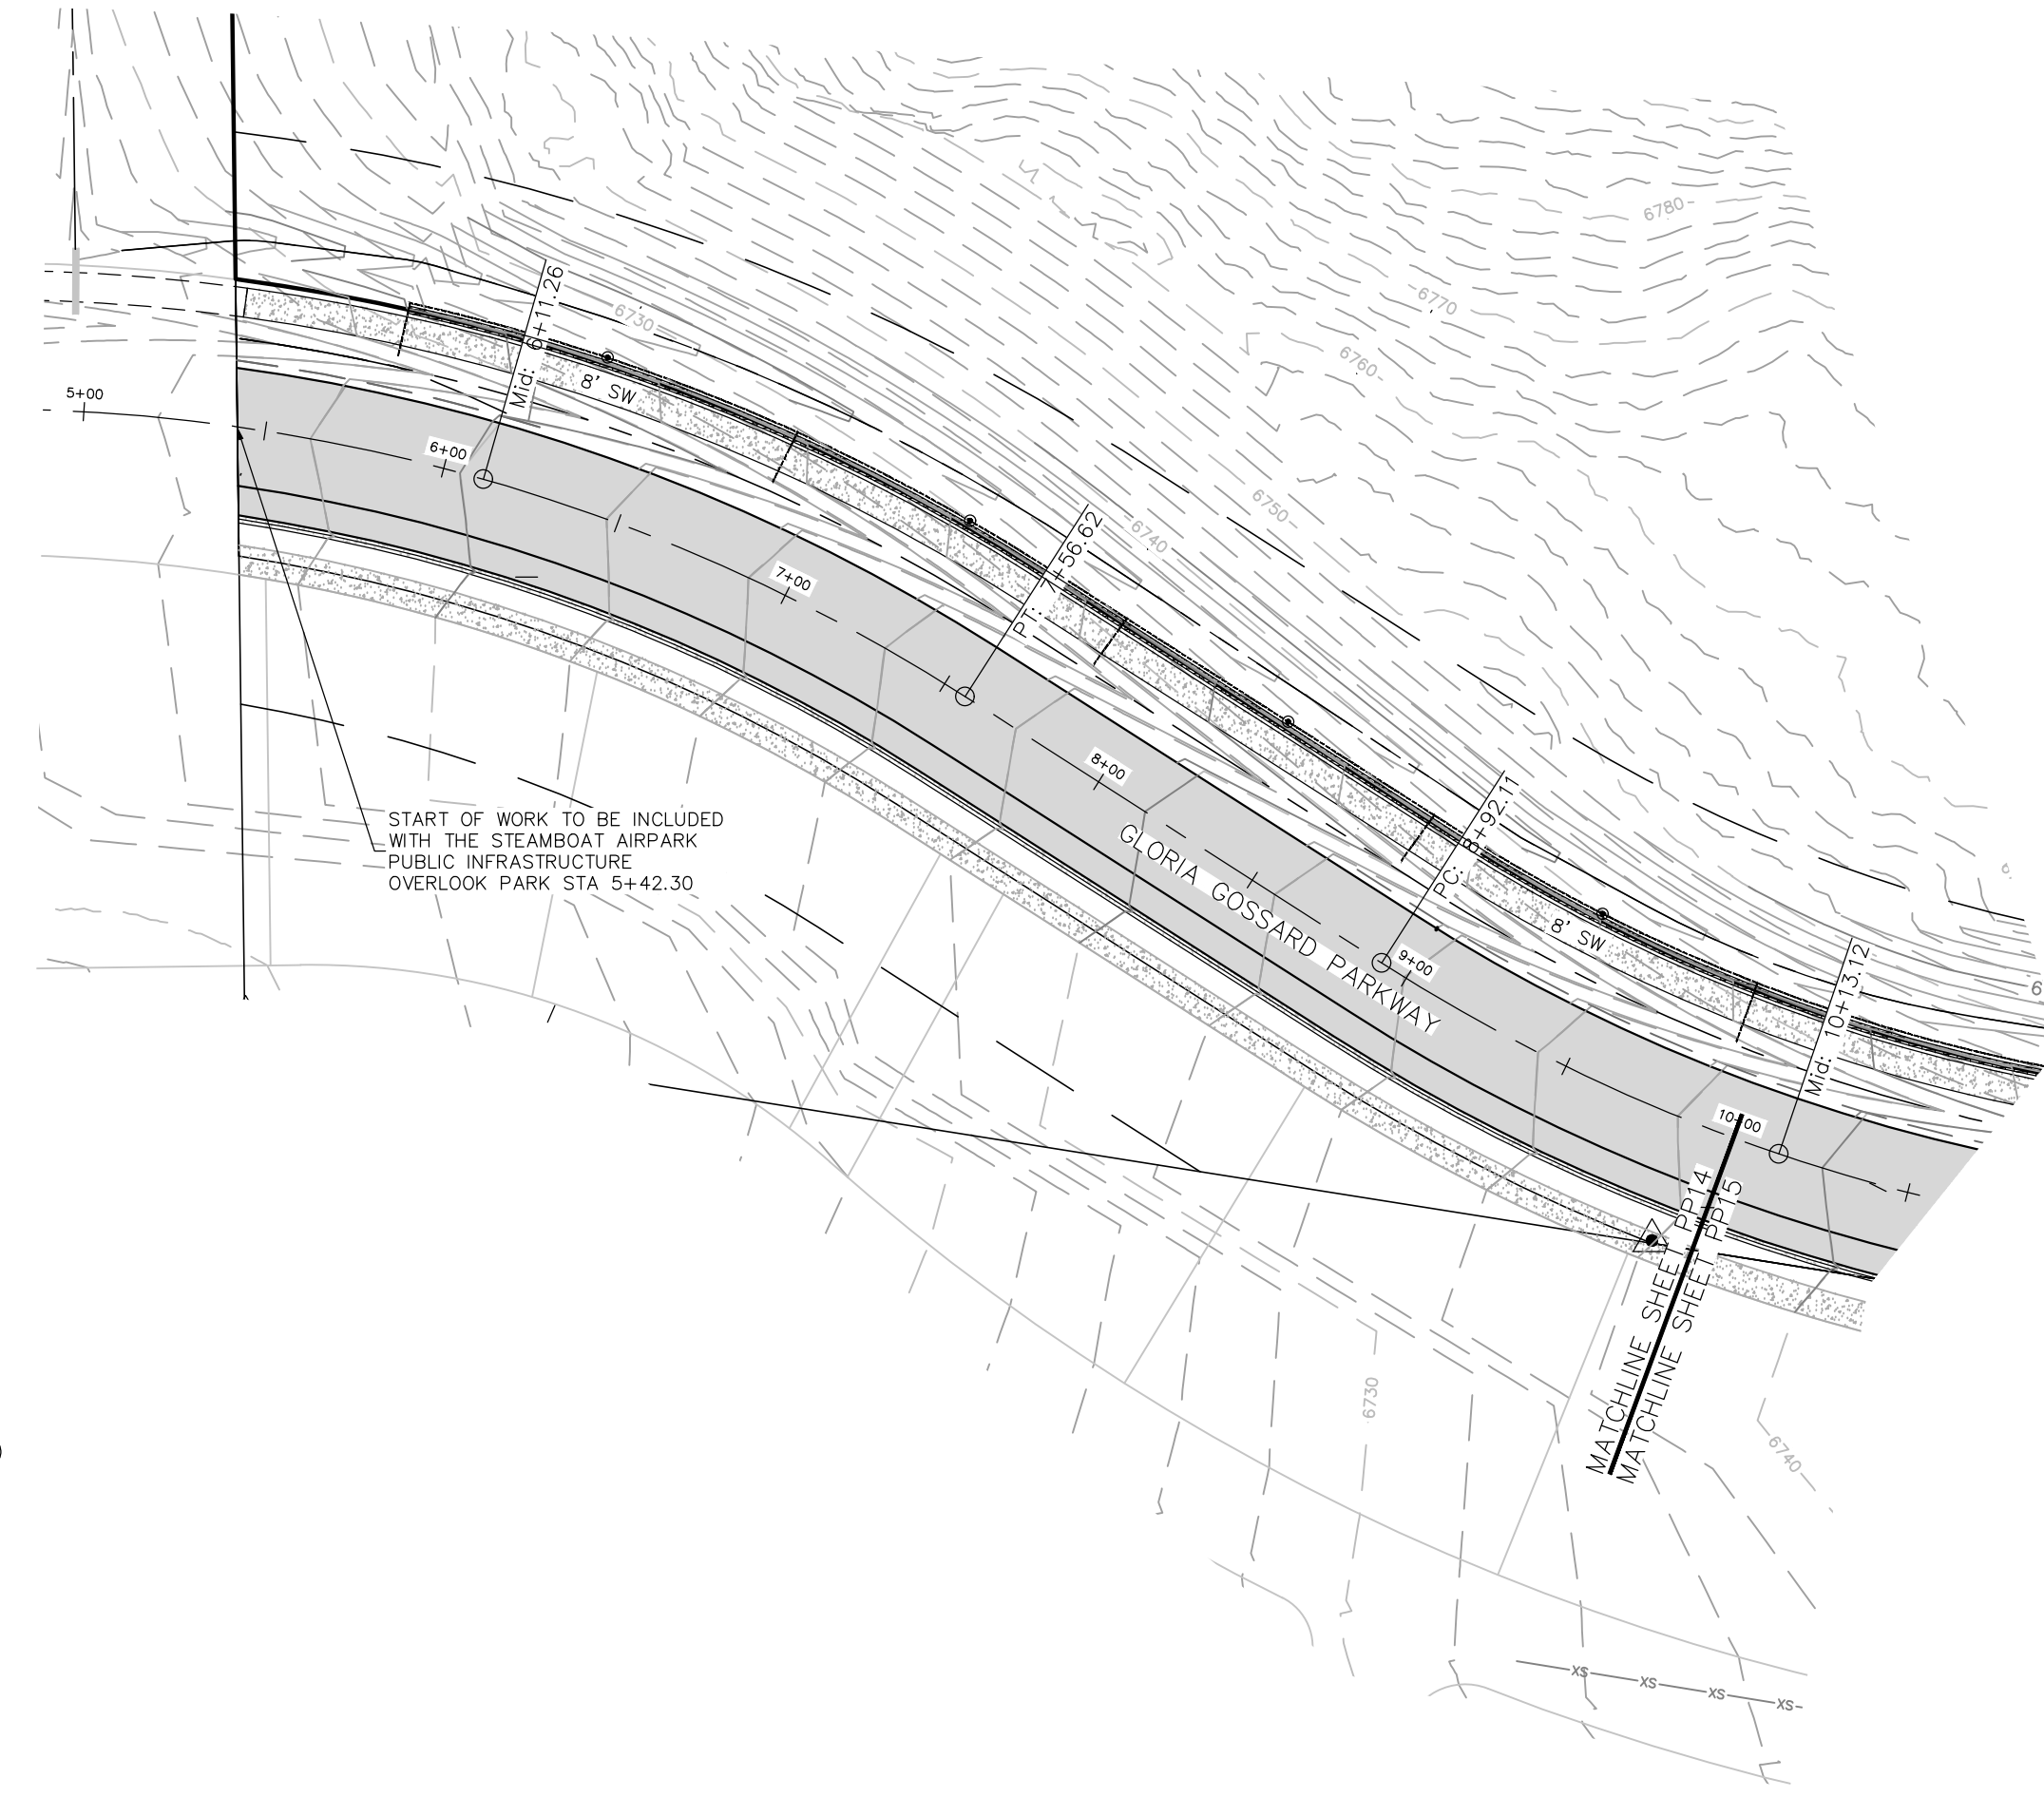 6780
6770
6760
6730
Mid: 6+11.26
8' SW
5+00
6+00
6750
6740
PT: 7+56.62
7+00
8+00
PC: 8+92.11
GLORIA GOSSARD PARKWAY
START OF WORK TO BE INCLUDED
WITH THE STEAMBOAT AIRPARK
PUBLIC INFRASTRUCTURE
OVERLOOK PARK STA 5+42.30
8' SW
9+00
Mid: 10+13.12
10+00
MATCHLINE SHEET PP14
MATCHLINE SHEET PP15
6730
6740
XS
XS
XS
XS